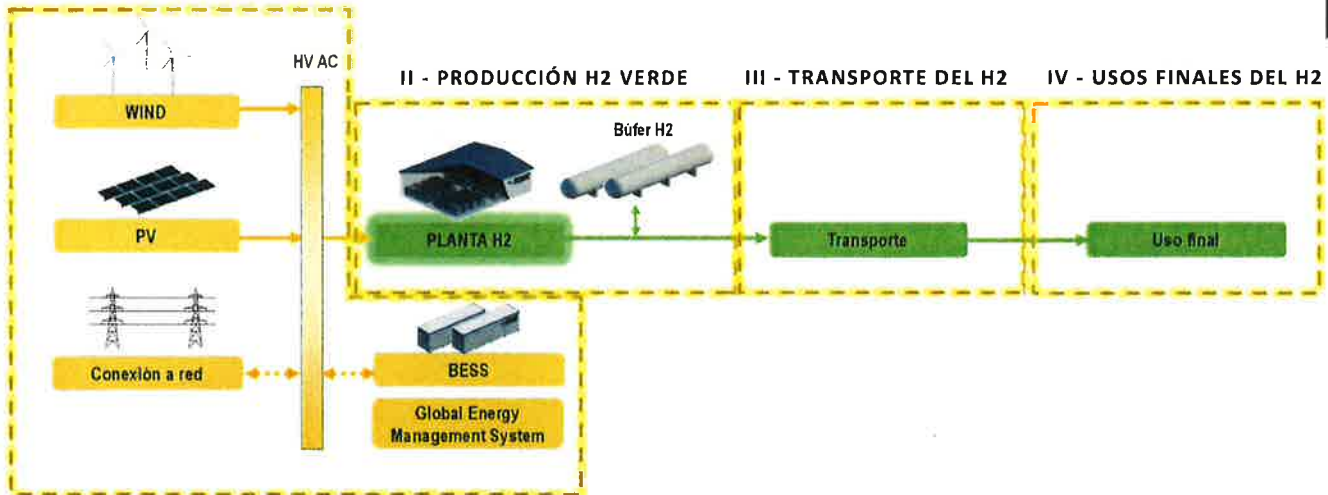 HV AC
WIND
PV
Conexión a red
BESS
Global Energy
Management System
II - PRODUCCIÓN H2 VERDE
Búfer H2
PLANTA H2
III - TRANSPORTE DEL H2
Transporte
IV - USOS FINALES DEL H2
Uso final